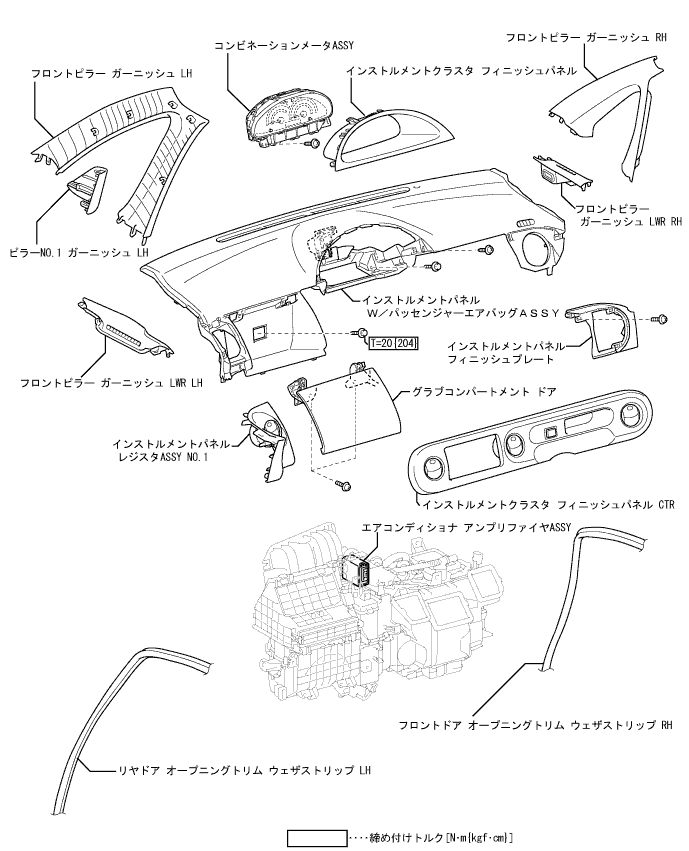 コンビネーションメータASSY
フロントピラー ガーニッシュ RH
フロントピラー ガーニッシュ LH
インストルメントクラスタ フィニッシュパネル
フロントピラー
ガーニッシュ LWR RH
ピラーNO.1 ガーニッシュ LH
インストルメントパネル
W/パッセンジャーエアバッグASSY
T=20{204}
インストルメントパネル
フィニッシュプレート
フロントピラー ガーニッシュ LWR LH
グラブコンパートメント ドア
インストルメントパネル
レジスタASSY NO.1
インストルメントクラスタ フィニッシュパネル CTR
エアコンディショナ アンプリファイヤASSY
フロントドア オープニングトリム ウェザストリップ RH
リヤドア オープニングトリム ウェザストリップ LH
････締め付けトルク[N･m{kgf･cm}]